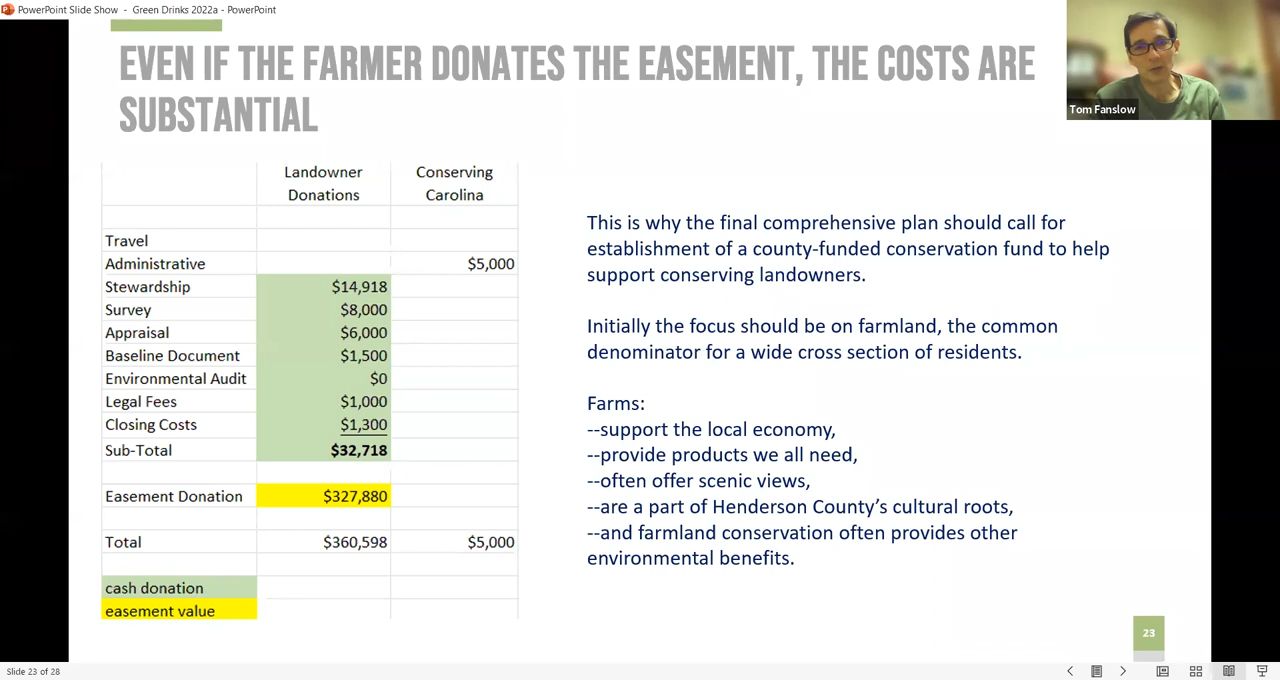 PowerPoint Slide Show - Green Drinks 2022a - PowerPoint
EVEN IF THE FARMER DONATES THE EASEMENT, THE COSTS ARE
SUBSTANTIAL
Tom Fanslow
Landowner Donations
Conserving Carolina
Travel
Administrative $5,000
Stewardship $14,918
Survey $8,000
Appraisal $6,000
Baseline Document $1,500
Environmental Audit $0
Legal Fees $1,000
Closing Costs $1,300
Sub-Total $32,718
Easement Donation $327,880
Total $360,598 $5,000
cash donation
easement value
This is why the final comprehensive plan should call for
establishment of a county-funded conservation fund to help
support conserving landowners.
Initially the focus should be on farmland, the common
denominator for a wide cross section of residents.
Farms:
--support the local economy,
--provide products we all need,
--often offer scenic views,
--are a part of Henderson County’s cultural roots,
--and farmland conservation often provides other
environmental benefits.
23
Slide 23 of 28